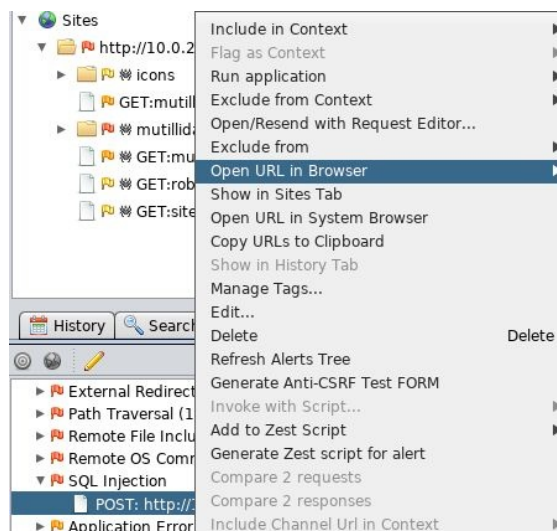 Sites
http://10.0.2
icons
GET:mutill
mutillida
GET:mu
GET:rob
GET:site
History
Search
External Redirect
Path Traversal (1
Remote File Inclu
Remote OS Comm
SQL Injection
POST: http://1
Application Error
Include in Context
Flag as Context
Run application
Exclude from Context
Open/Resend with Request Editor...
Exclude from
Open URL in Browser
Show in Sites Tab
Open URL in System Browser
Copy URLs to Clipboard
Show in History Tab
Manage Tags...
Edit...
Delete Delete
Refresh Alerts Tree
Generate Anti-CSRF Test FORM
Invoke with Script...
Add to Zest Script
Generate Zest script for alert
Compare 2 requests
Compare 2 responses
Include Channel Url in Context